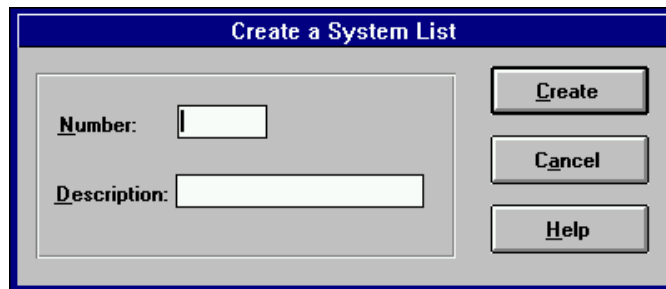 Create a System List
Number:
Description:
Create
Cancel
Help